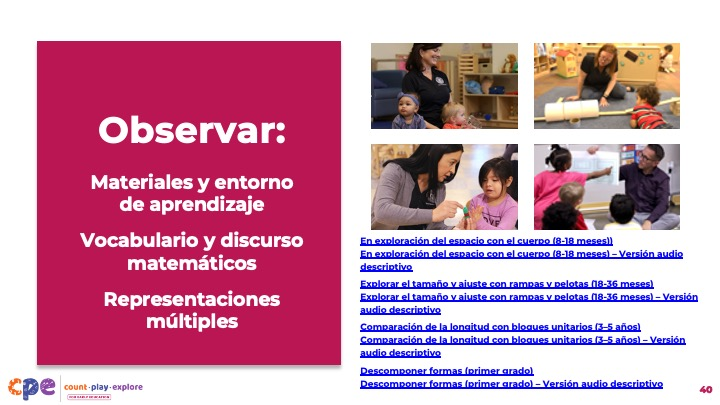 Observar:
Materiales y entorno
de aprendizaje
Vocabulario y discurso
matemáticos
Representaciones
múltiples
En exploración del espacio con el cuerpo (8-18 meses))
En exploración del espacio con el cuerpo (8-18 meses) – Versión audio
descriptivo
Explorar el tamaño y ajuste con rampas y pelotas (18-36 meses)
Explorar el tamaño y ajuste con rampas y pelotas (18-36 meses) – Versión
audio descriptivo
Comparación de la longitud con bloques unitarios (3-5 años)
Comparación de la longitud con bloques unitarios (3-5 años) – Versión
audio descriptivo
Descomponer formas (primer grado)
Descomponer formas (primer grado) – Versión audio descriptivo
cpe
count·play·explore
40